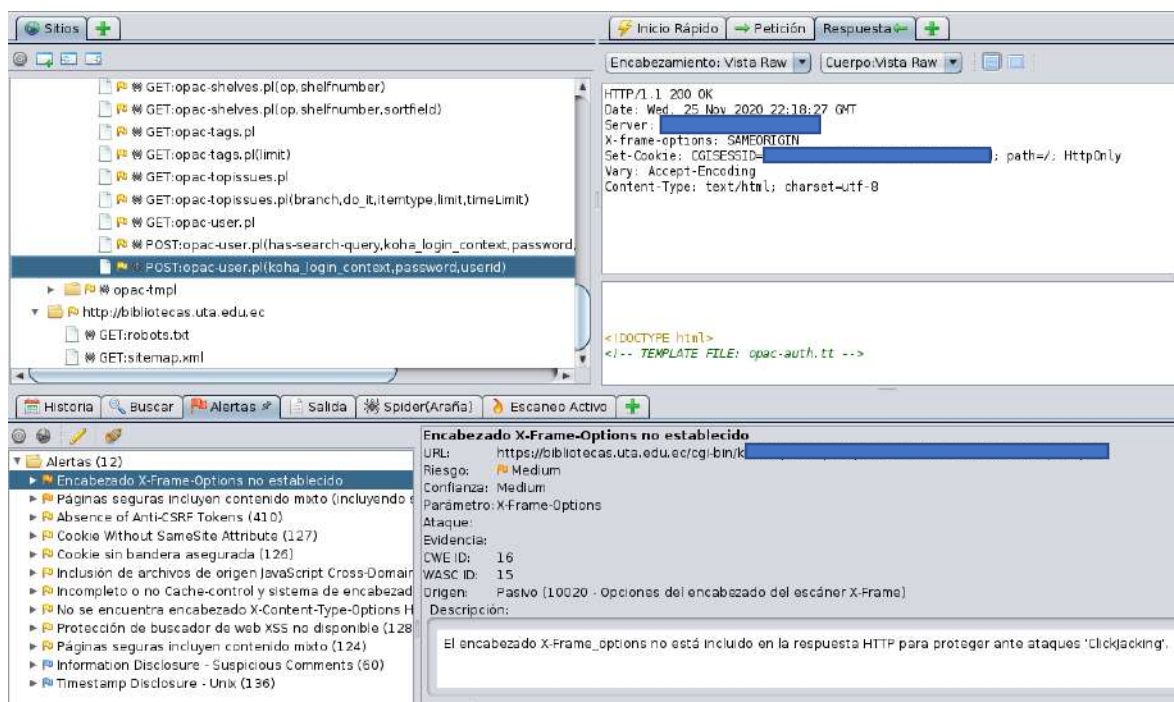 Sitios
GET:opac-shelves.pl(op,shelfnumber)
GET:opac-shelves.pl(op,shelfnumber,sortfield)
GET:opac-tags.pl
GET:opac-tags.pl(limit)
GET:opac-topissues.pl
GET:opac-topissues.pl(branch,do_it,itemtype,limit,timeLimit)
GET:opac-user.pl
POST:opac-user.pl(has-search-query,koha_login_context,password,
POST:opac-user.pl(koha_login_context,password,userid)
opac-tmpl
http://bibliotecas.uta.edu.ec
GET:robots.txt
GET:sitemap.xml
Inicio Rápido Petición Respuesta
Encabezamiento: Vista Raw Cuerpo:Vista Raw
HTTP/1.1 200 OK
Date: Wed, 25 Nov 2020 22:18:27 GMT
Server:
X-frame-options: SAMEORIGIN
Set-Cookie: CGISESSID= ; path=/; HttpOnly
Vary: Accept-Encoding
Content-Type: text/html; charset=utf-8
<!DOCTYPE html>
<!-- TEMPLATE FILE: opac-auth.tt -->
Historia Buscar Alertas Salida Spider(Araña) Escaneo Activo
Alertas (12)
Encabezado X-Frame-Options no establecido
Páginas seguras incluyen contenido mixto (incluyendo s
Absence of Anti-CSRF Tokens (410)
Cookie Without SameSite Attribute (127)
Cookie sin bandera asegurada (126)
Inclusión de archivos de origen JavaScript Cross-Domain
Incompleto o no Cache-control y sistema de encabezad
No se encuentra encabezado X-Content-Type-Options H
Protección de buscador de web XSS no disponible (128
Páginas seguras incluyen contenido mixto (124)
Information Disclosure - Suspicious Comments (60)
Timestamp Disclosure - Unix (136)
Encabezado X-Frame-Options no establecido
URL: https://bibliotecas.uta.edu.ec/cgi-bin/k
Riesgo: Medium
Confianza: Medium
Parámetro: X-Frame-Options
Ataque:
Evidencia:
CWE ID: 16
WASC ID: 15
Origen: Pasivo (10020 - Opciones del encabezado del escáner X-Frame)
Descripción:
El encabezado X-Frame_options no está incluido en la respuesta HTTP para proteger ante ataques 'ClickJacking'.